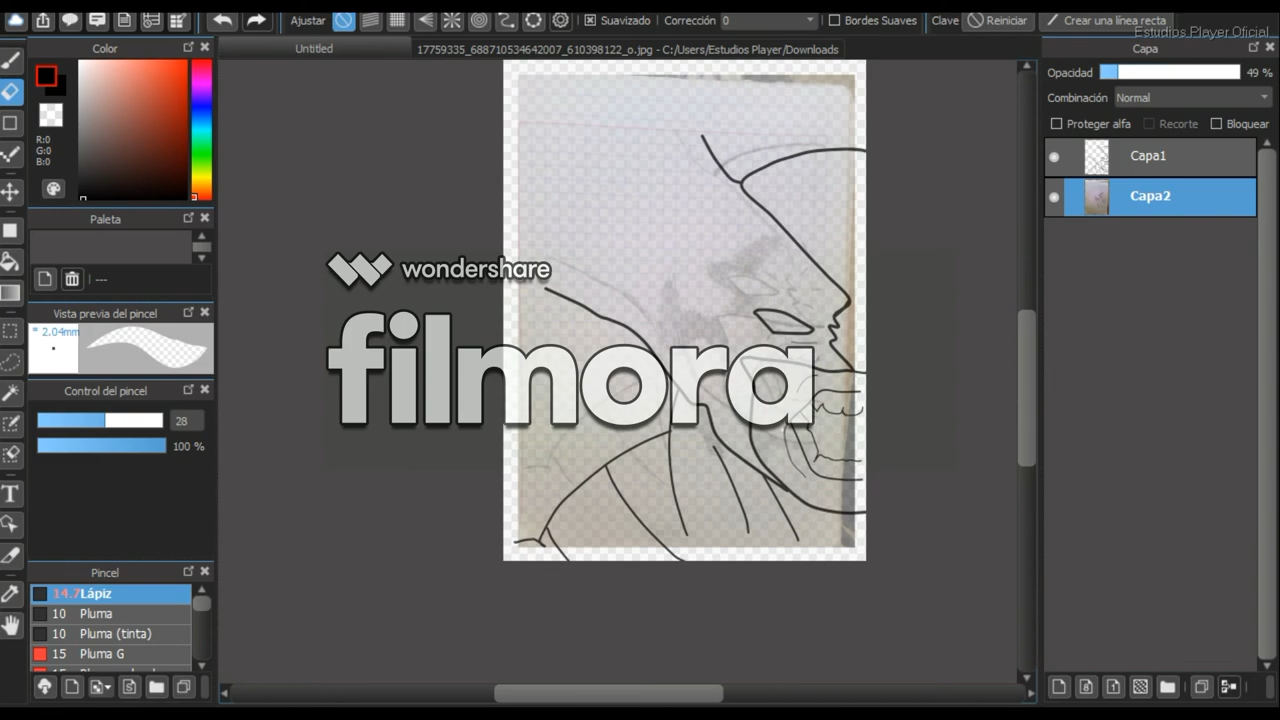 Ajustar Suavizado Corrección 0 Bordes Suaves Clave Reiniciar Crear una línea recta
Estudios Player Oficial
Color
Untitled
17759335_688710534642007_610398122_o.jpg - C:/Users/Estudios Player/Downloads
Capa
R:0
G:0
B:0
Opacidad 49 %
Combinación Normal
Proteger alfa Recorte Bloquear
Capa1
Capa2
Paleta
---
Vista previa del pincel
* 2.04mm
Control del pincel
28
100 %
Pincel
14.7 Lápiz
10 Pluma
10 Pluma (tinta)
15 Pluma G
T
8
1
S
wondershare
filmora